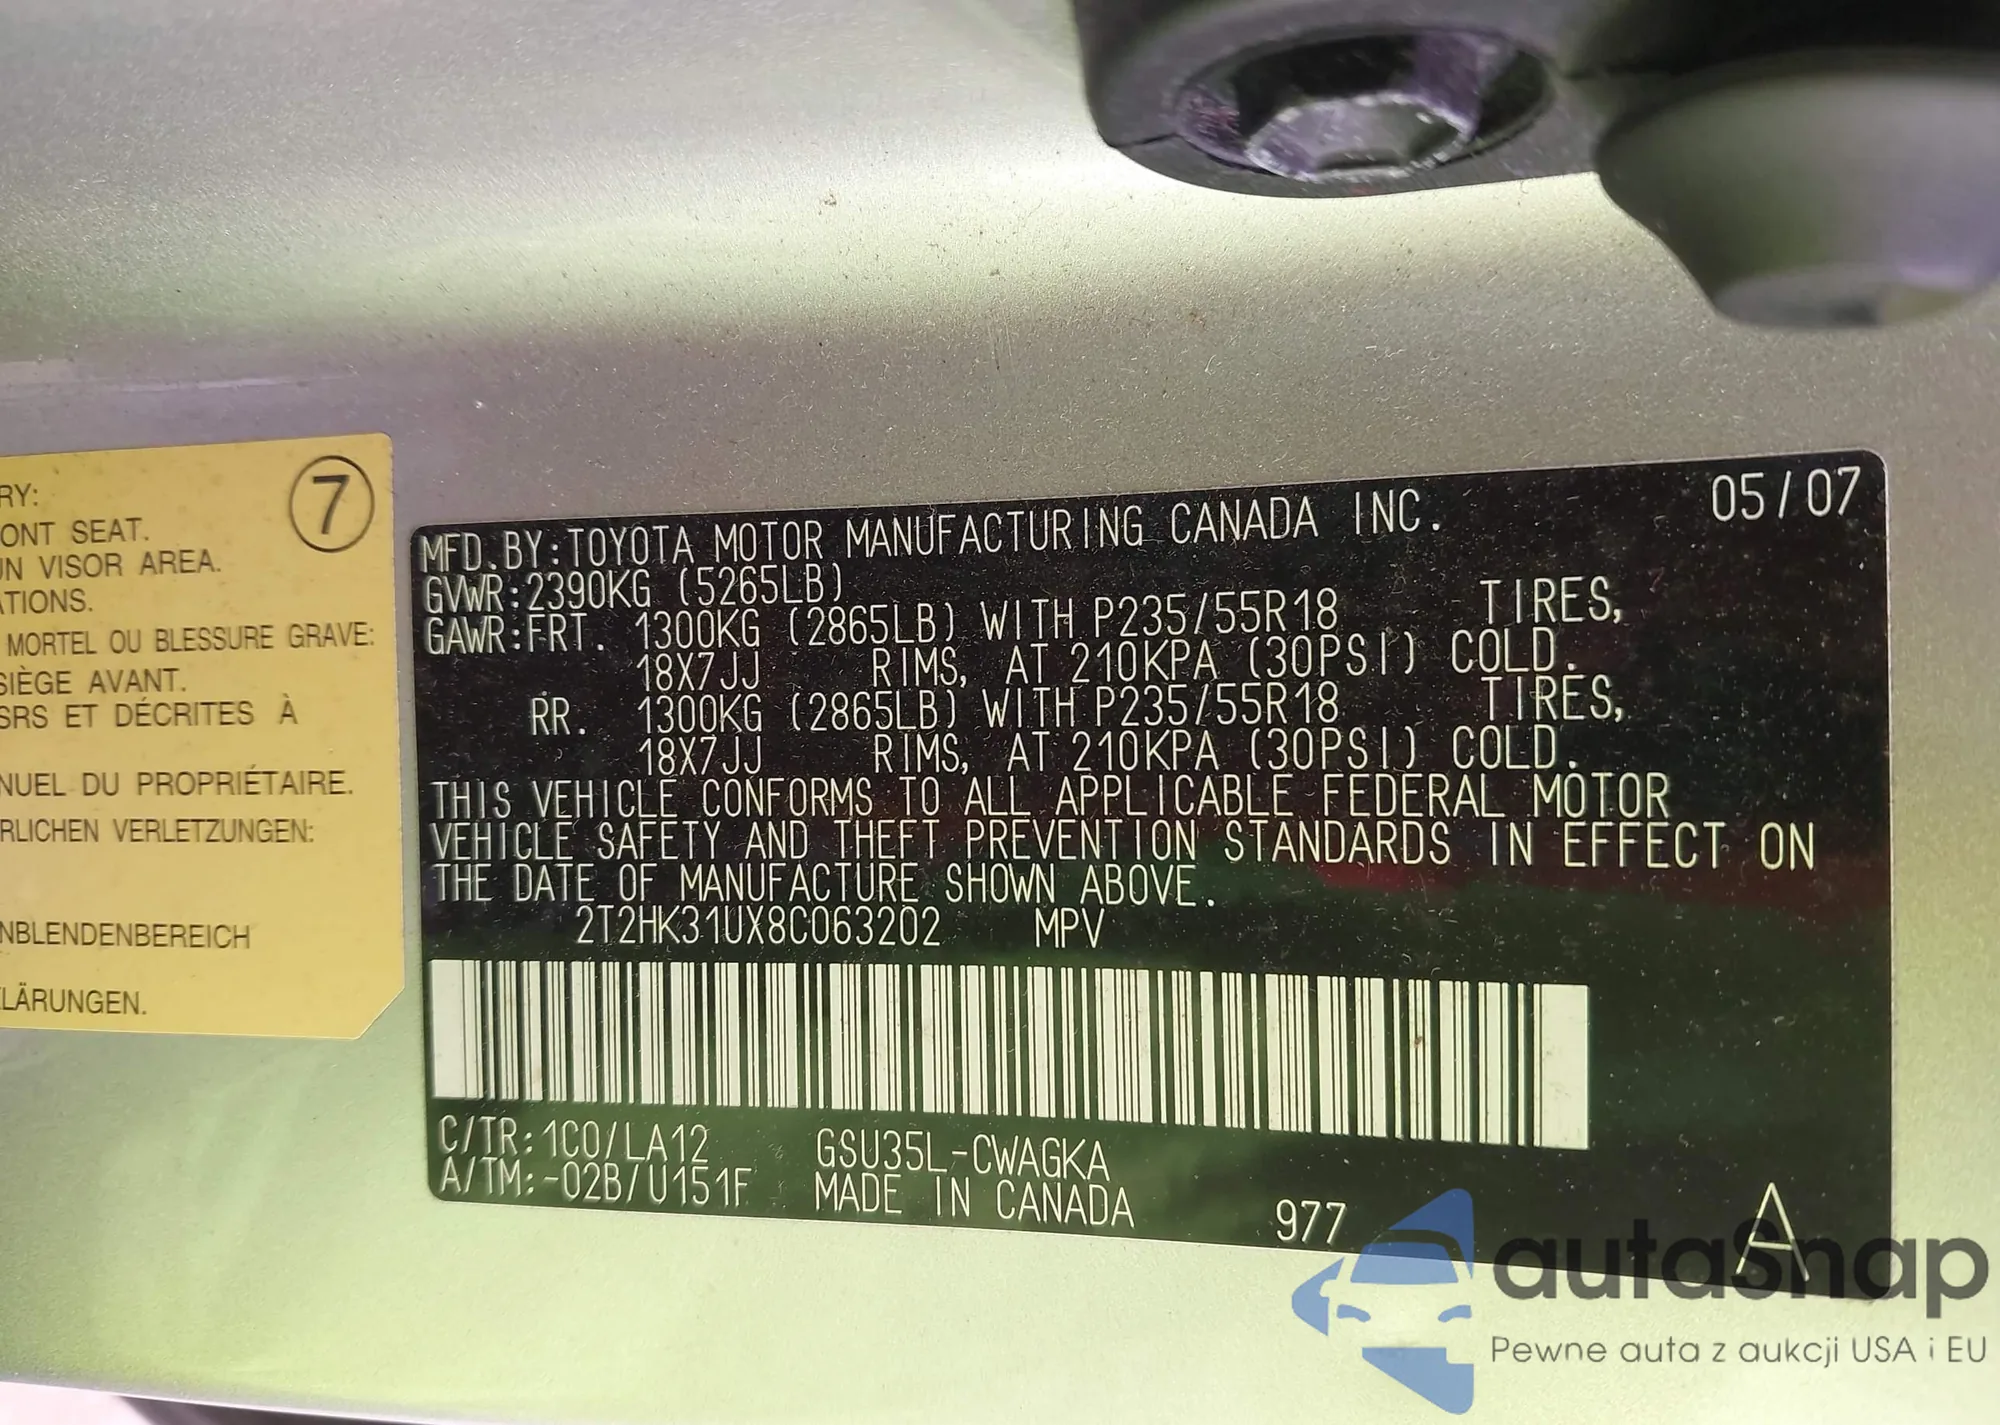 RY:
ONT SEAT.
UN VISOR AREA.
ATIONS.
MORTEL OU BLESSURE GRAVE:
SIÈGE AVANT.
SRS ET DÉCRITES À
NUEL DU PROPRIÉTAIRE.
RLICHEN VERLETZUNGEN:
NBLENDENBEREICH
KLÄRUNGEN.
7
05/07
MFD.BY:TOYOTA MOTOR MANUFACTURING CANADA INC.
GVWR:2390KG (5265LB)
GAWR:FRT. 1300KG (2865LB) WITH P235/55R18 TIRES,
18X7JJ RIMS, AT 210KPA (30PSI) COLD.
RR. 1300KG (2865LB) WITH P235/55R18 TIRES,
18X7JJ RIMS, AT 210KPA (30PSI) COLD.
THIS VEHICLE CONFORMS TO ALL APPLICABLE FEDERAL MOTOR
VEHICLE SAFETY AND THEFT PREVENTION STANDARDS IN EFFECT ON
THE DATE OF MANUFACTURE SHOWN ABOVE.
2T2HK31UX8C063202 MPV
C/TR:1C0/LA12 GSU35L-CWAGKA
A/TM:-02B/U151F MADE IN CANADA 977 A
autaSnap
Pewne auta z aukcji USA i EU